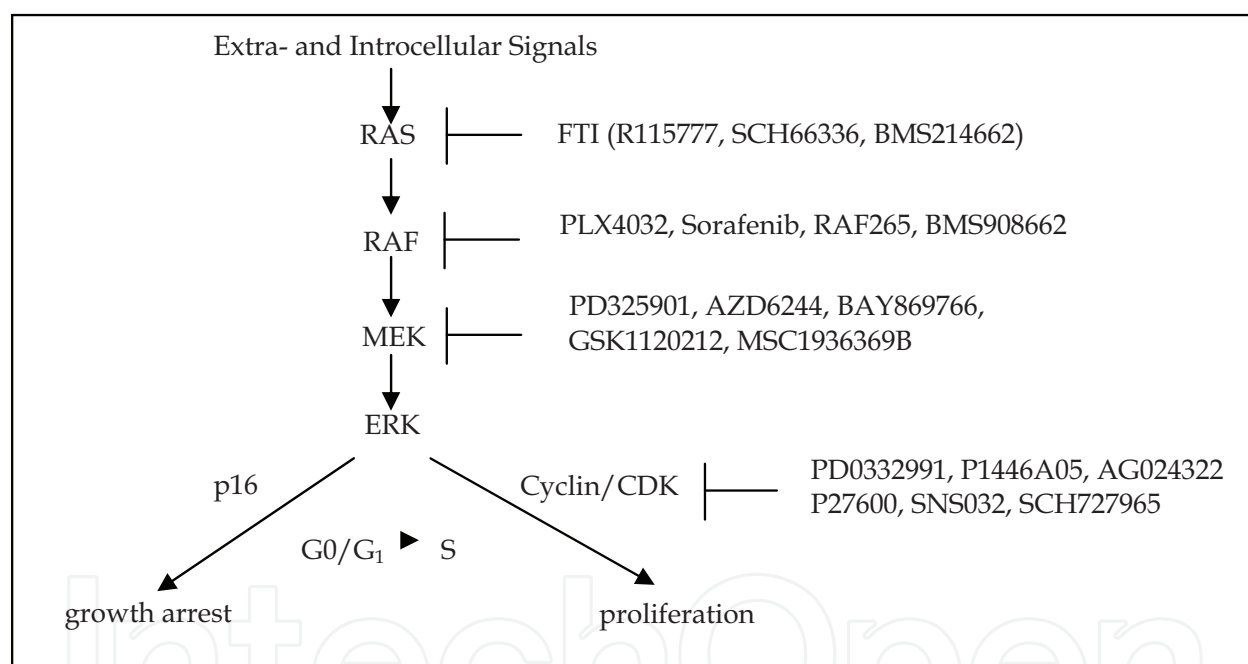 Extra- and Introcellular Signals
RAS
FTI (R115777, SCH66336, BMS214662)
RAF
PLX4032, Sorafenib, RAF265, BMS908662
MEK
PD325901, AZD6244, BAY869766,
GSK1120212, MSC1936369B
ERK
p16
Cyclin/CDK
PD0332991, P1446A05, AG024322
P27600, SNS032, SCH727965
G0/G₁ ► S
growth arrest
proliferation
IntechOpen